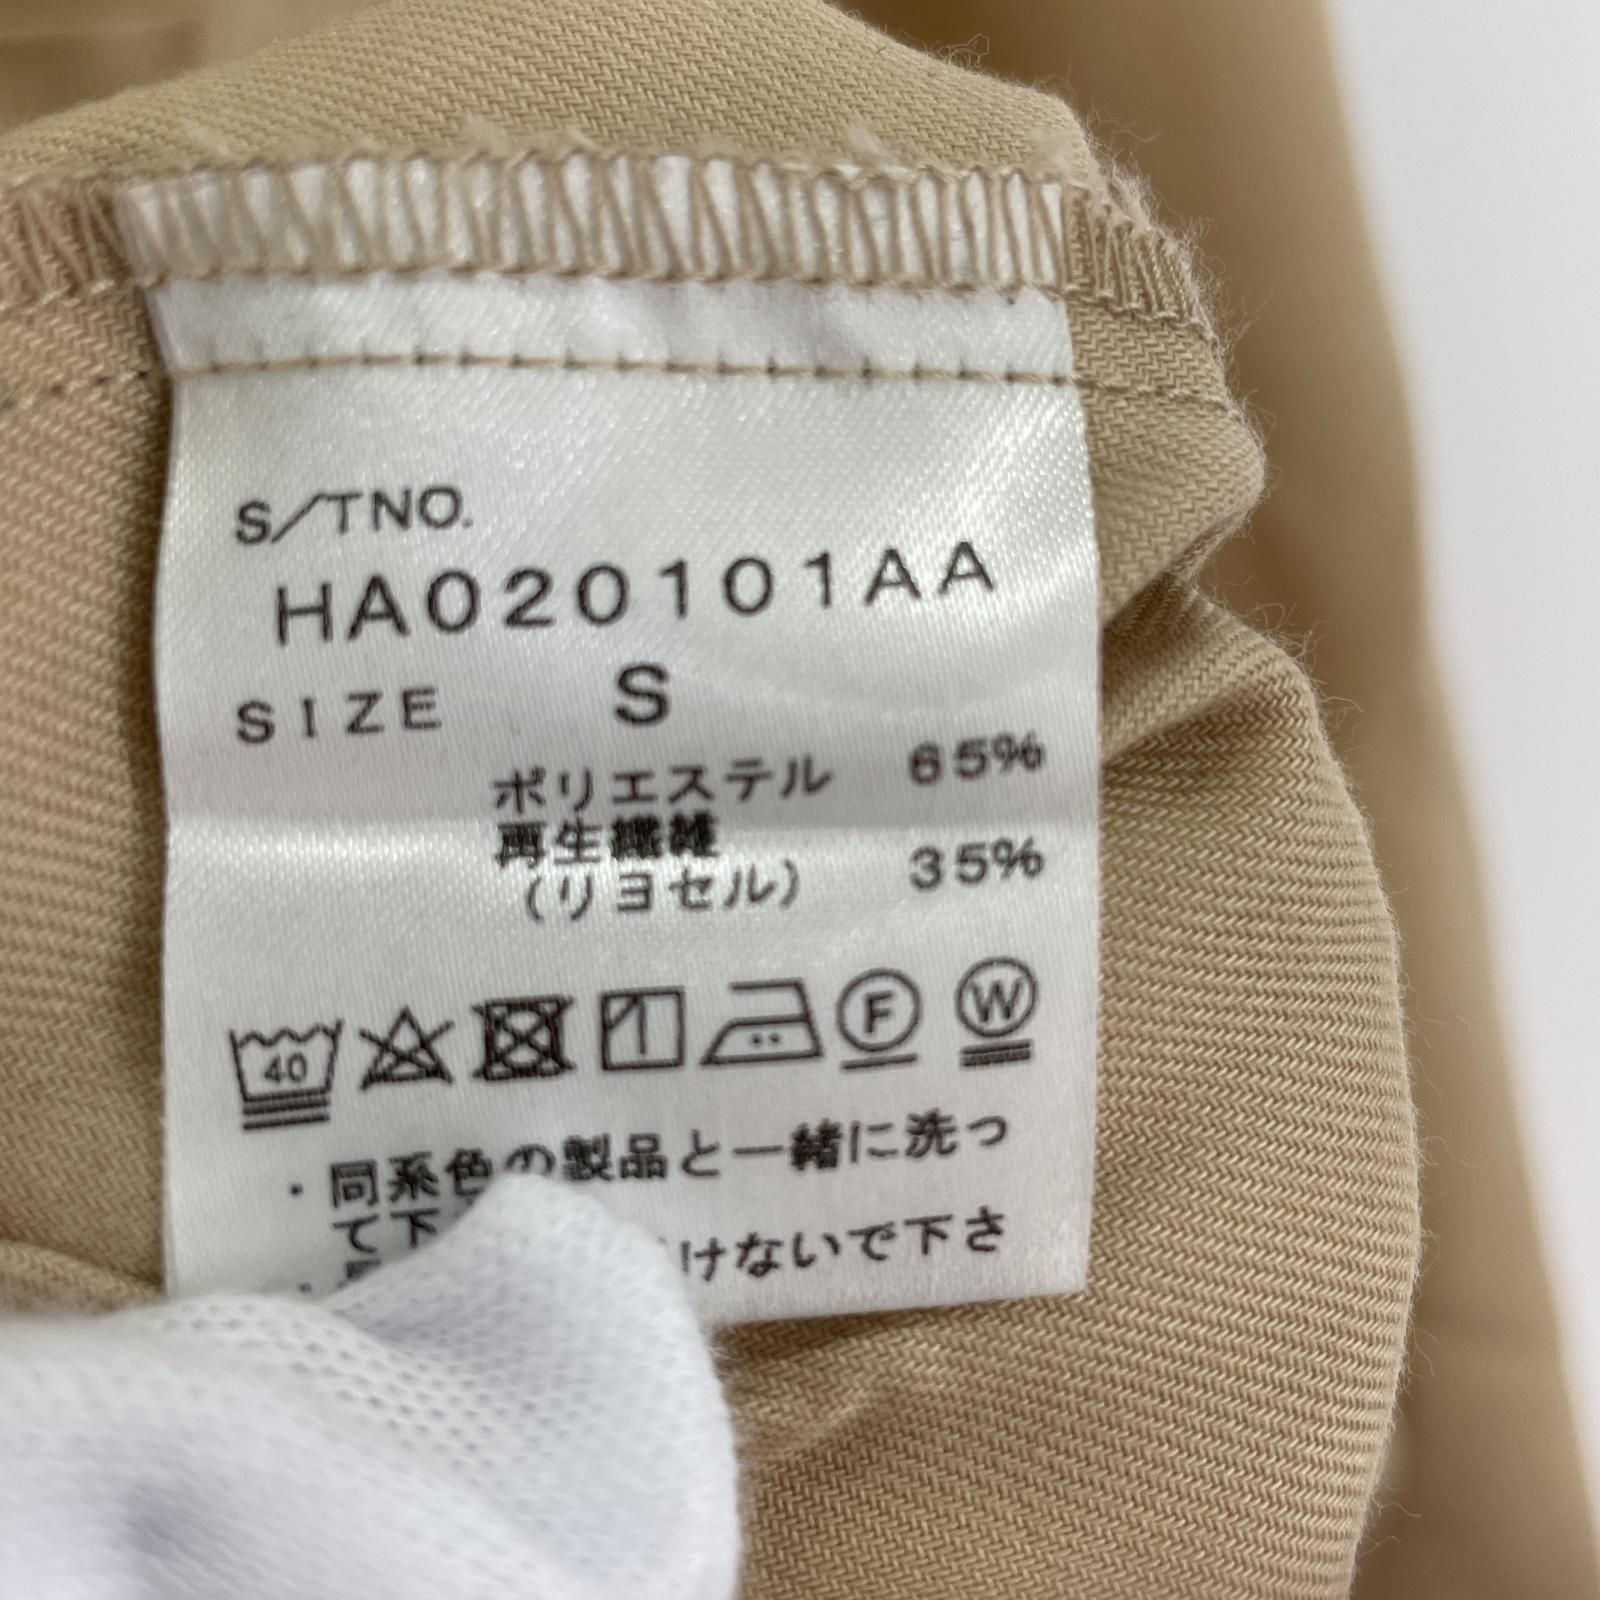 S/TNO.
HA020101AA
SIZE S
ポリエステル 65%
再生繊維
(リヨセル) 35%
40 F W
・同系色の製品と一緒に洗っ
て下
けないで下さ